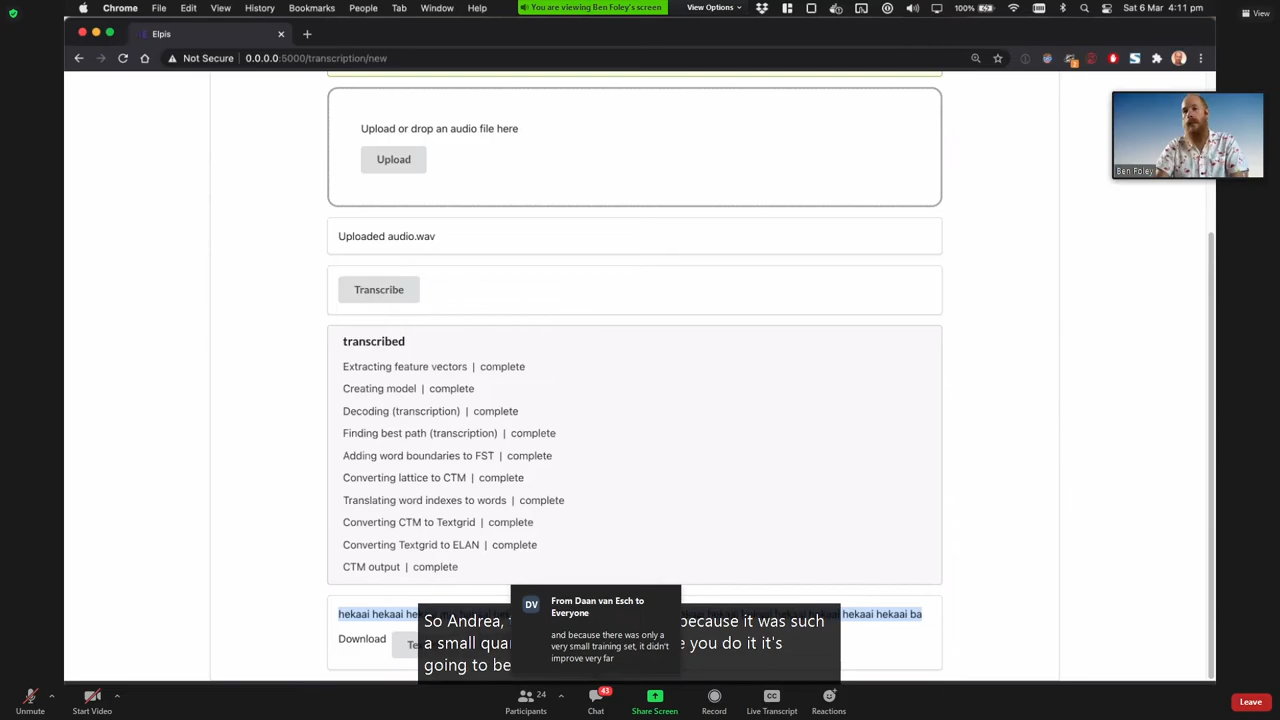 Chrome File Edit View History Bookmarks People Tab Window Help
You are viewing Ben Foley's screen
View Options
100%
Sat 6 Mar 4:11 pm
View
Elpis
Not Secure
0.0.0.0:5000/transcription/new
Upload or drop an audio file here
Upload
Ben Foley
Uploaded audio.wav
Transcribe
transcribed
Extracting feature vectors | complete
Creating model | complete
Decoding (transcription) | complete
Finding best path (transcription) | complete
Adding word boundaries to FST | complete
Converting lattice to CTM | complete
Translating word indexes to words | complete
Converting CTM to Textgrid | complete
Converting Textgrid to ELAN | complete
CTM output | complete
hekaai hekaai hekaai hekaai ba
Download
So Andrea, because it was such
a small you do it it's
going to be
DV
From Daan van Esch to
Everyone
and because there was only a
very small training set, it didn't
improve very far
Unmute
Start Video
24
Participants
43
Chat
Share Screen
Record
CC
Live Transcript
Reactions
Leave